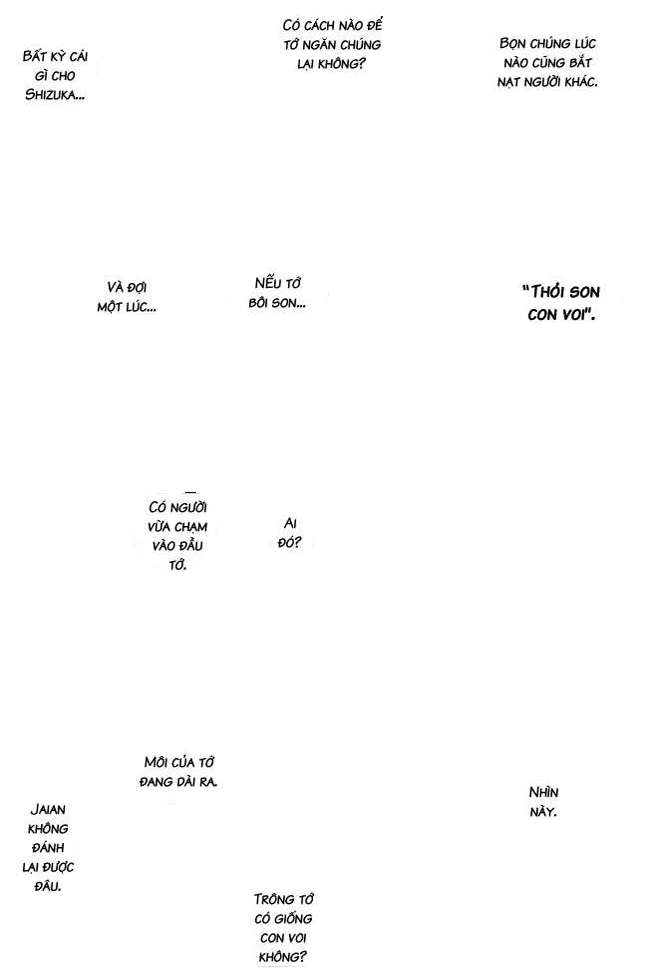 BỌN CHÚNG LÚC
NÀO CŨNG BẮT
NẠT NGƯỜI KHÁC.
CÓ CÁCH NÀO ĐỂ
TỚ NGĂN CHÚNG
LẠI KHÔNG?
BẤT KỲ CÁI
GÌ CHO
SHIZUKA...
"THỎI SON
CON VOI".
NẾU TỚ
BÔI SON...
VÀ ĐỢI
MỘT LÚC...
AI
ĐÓ?
CÓ NGƯỜI
VỪA CHẠM
VÀO ĐẦU
TỚ.
NHÌN
NÀY.
TRÔNG TỚ
CÓ GIỐNG
CON VOI
KHÔNG?
MÔI CỦA TỚ
ĐANG DÀI RA.
JAIAN
KHÔNG
ĐÁNH
LẠI ĐƯỢC
ĐÂU.